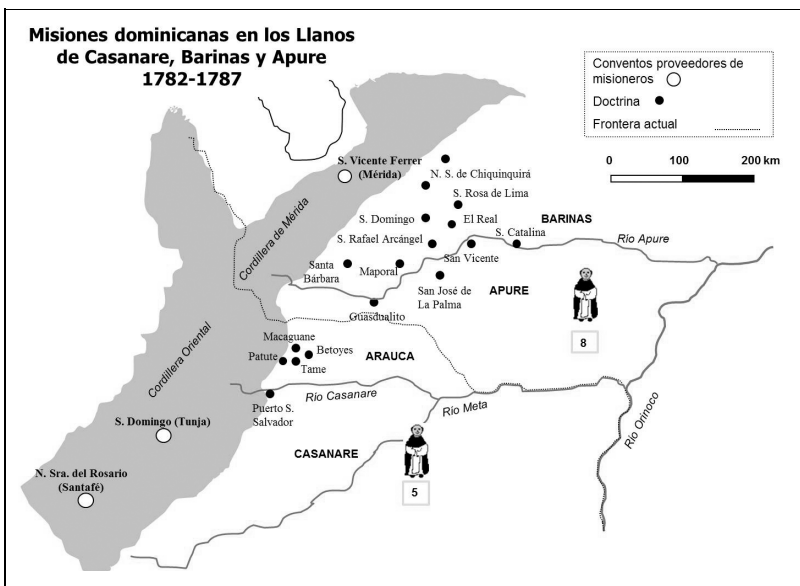 Misiones dominicanas en los Llanos
de Casanare, Barinas y Apure
1782-1787
Conventos proveedores de
misioneros
Doctrina
Frontera actual
0 100 200 km
S. Vicente Ferrer
(Mérida)
N. S. de Chiquinquirá
S. Rosa de Lima
S. Domingo
El Real
BARINAS
S. Rafael Arcángel
S. Catalina
Río Apure
San Vicente
Cordillera de Mérida
Santa
Bárbara
Maporal
San José de
La Palma
APURE
Guasdualito
8
Macaguane
Betoyes
Patute
Tame
ARAUCA
Cordillera Oriental
Río Casanare
Puerto S.
Salvador
Río Meta
Río Orinoco
S. Domingo (Tunja)
CASANARE
N. Sra. del Rosario
(Santafé)
5